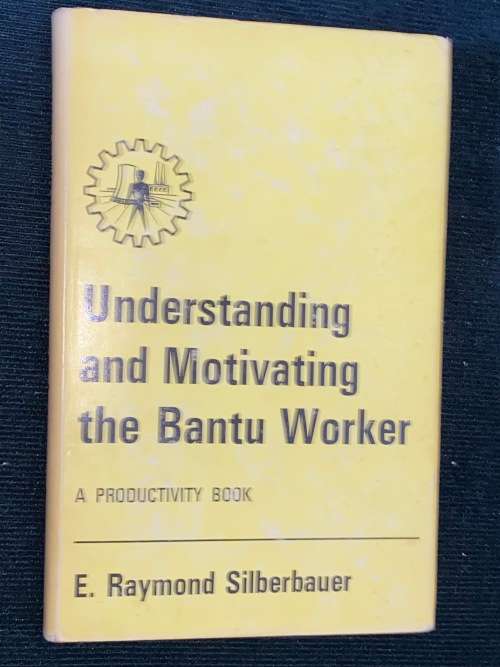 Understanding
and Motivating
the Bantu Worker
A PRODUCTIVITY BOOK
E. Raymond Silberbauer